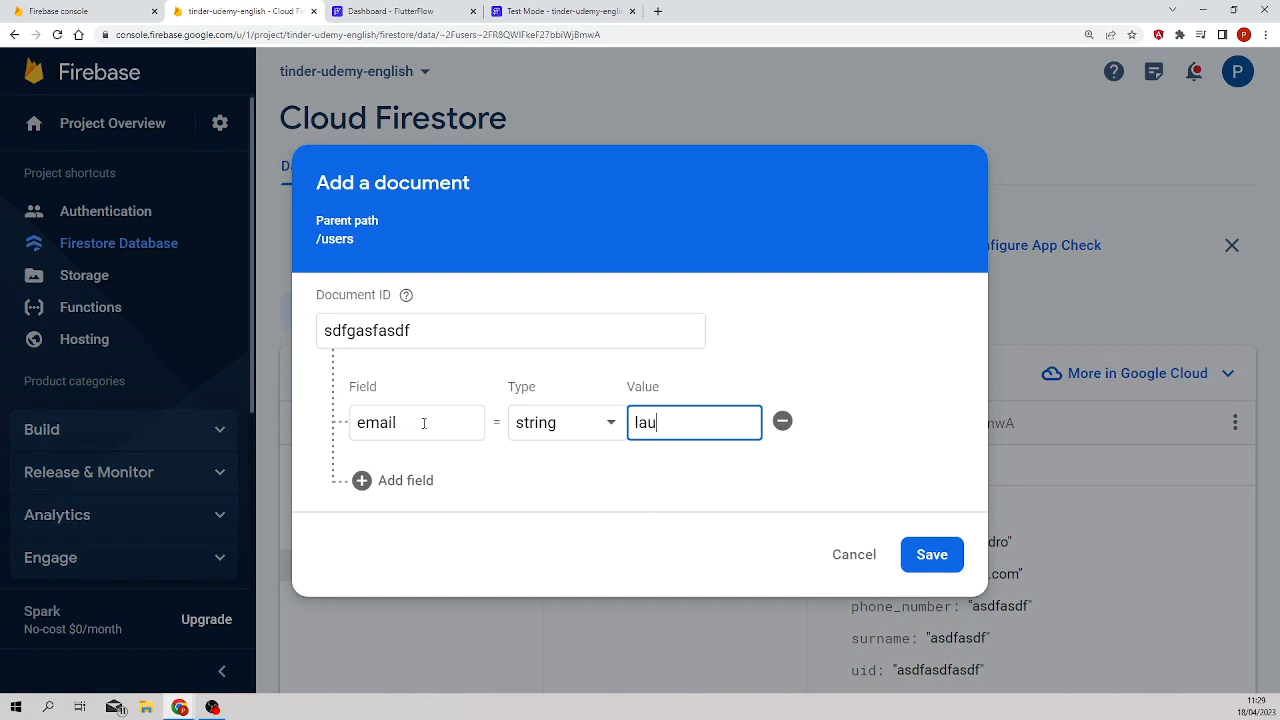 Firebase console
tinder-udemy-english - Cloud Fi
Dashboard - FlutterFlow
Test Mode - tinder-udemy-englis
console.firebase.google.com/u/1/project/tinder-udemy-english/firestore/data/~2Fusers~2FR8QWlFkeF27bbiWjBmwA
Firebase
tinder-udemy-english
P
Project Overview
Cloud Firestore
Project shortcuts
Authentication
Firestore Database
Storage
Functions
Hosting
Product categories
Build
Release & Monitor
Analytics
Engage
Spark
No-cost $0/month
Upgrade
Add a document
Parent path
/users
Document ID
sdfgasfasdf
Field
Type
Value
email
=
string
lau
Add field
Cancel
Save
nfigure App Check
More in Google Cloud
mwA
dro"
.com"
phone_number: "asdfasdf"
surname: "asdfasdf"
uid: "asdfasdfasdf"
11:29
18/04/2023